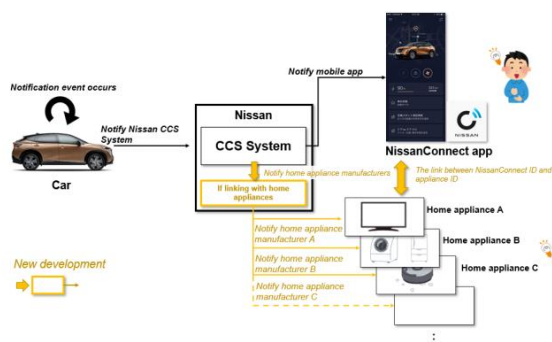 Notification event occurs
Car
Notify Nissan CCS
System
Nissan
CCS System
Notify home appliance manufacturers
If linking with home
appliances
Notify mobile app
NISSAN
NissanConnect app
The link between NissanConnect ID and
appliance ID
Home appliance A
Notify home appliance
manufacturer A
Home appliance B
Notify home appliance
manufacturer B
Home appliance C
Notify home appliance
manufacturer C
:
New development